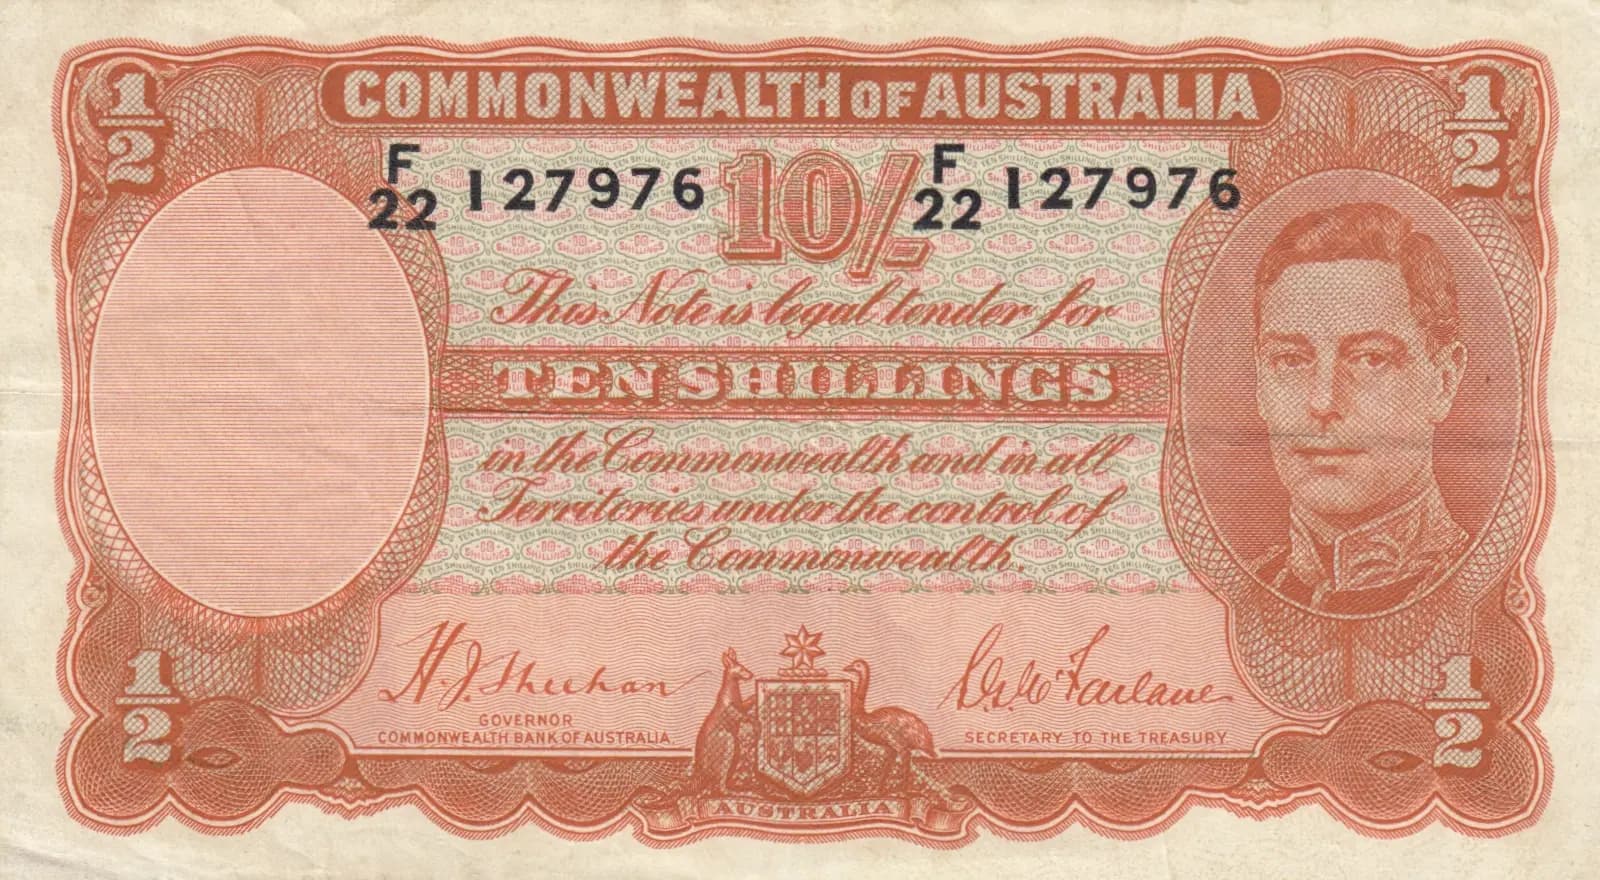 COMMONWEALTH OF AUSTRALIA
1/2
1/2
F/22 127976
10/-
F/22 127976
This Note is legal tender for
TEN SHILLINGS
in the Commonwealth and in all
Territories under the control of
the Commonwealth.
H. J. Sheehan
GOVERNOR
COMMONWEALTH BANK OF AUSTRALIA.
S. G. McFarlane
SECRETARY TO THE TREASURY
1/2
1/2
AUSTRALIA